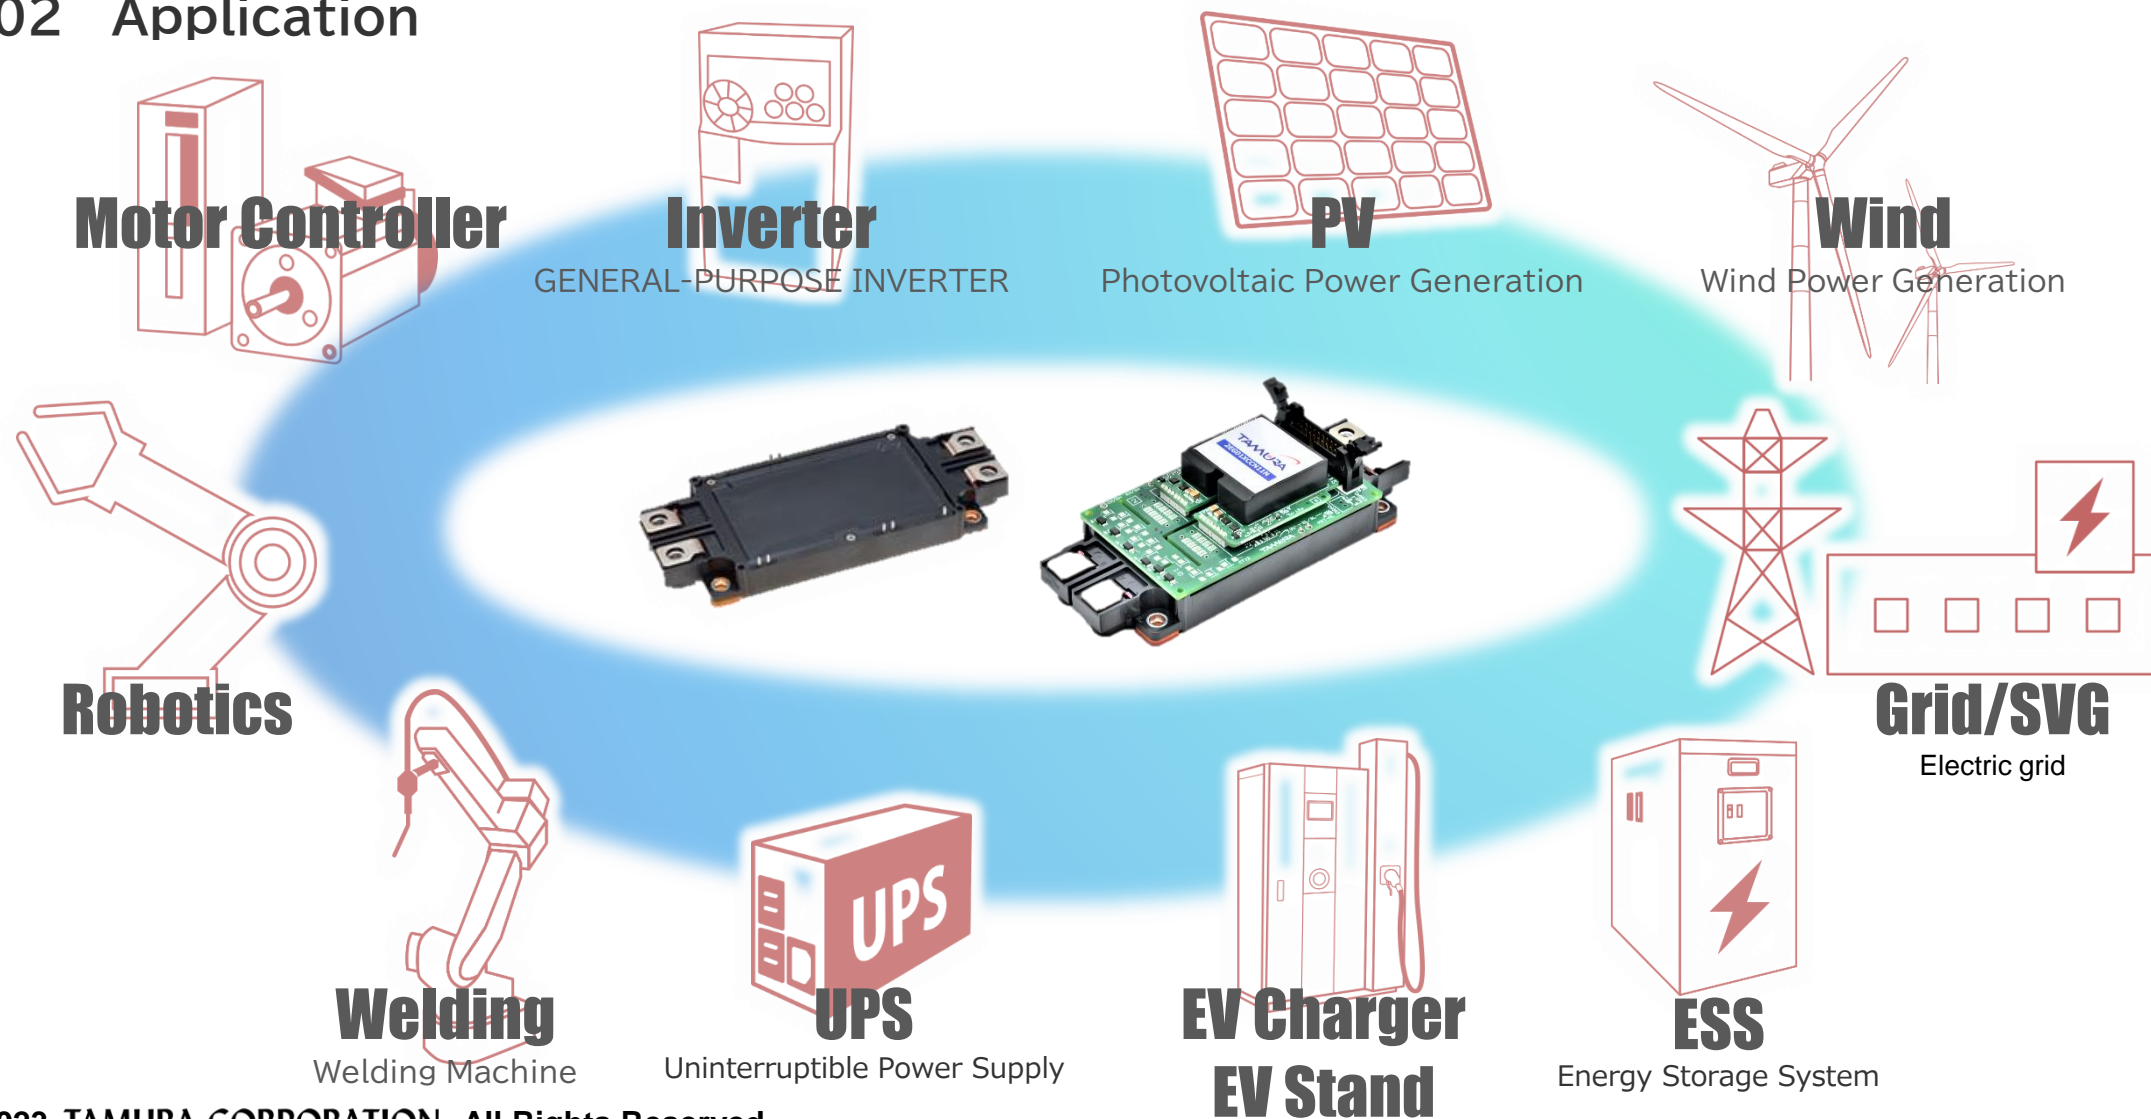 02 Application
Motor Controller
Inverter
GENERAL-PURPOSE INVERTER
PV
Photovoltaic Power Generation
Wind
Wind Power Generation
TAMURA
Robotics
Grid/SVG
Electric grid
UPS
Welding
Welding Machine
UPS
Uninterruptible Power Supply
EV Charger
EV Stand
ESS
Energy Storage System
TAMURA CORPORATION All Rights Reserved